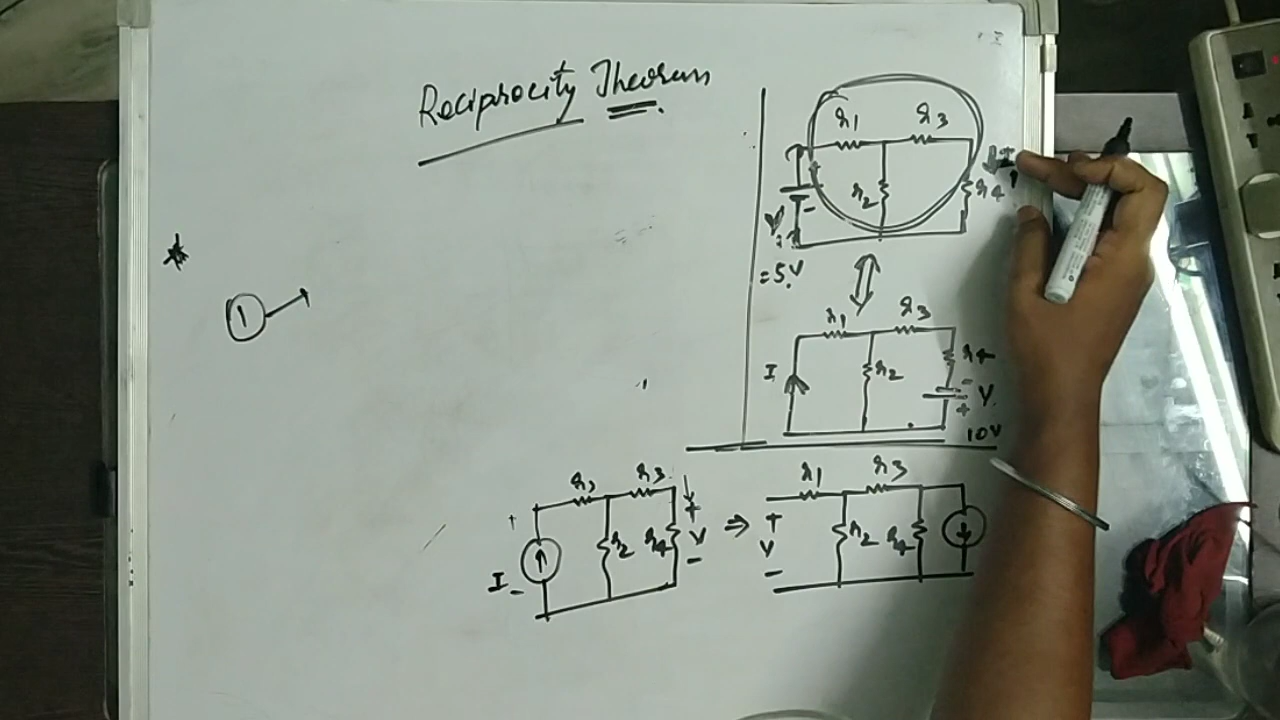 Reciprocity Theorem
1
r1 r3
r2 r4
+
-
V
= 5V
I
r1 r3
I r2 r4
-
V
+
10V
r1 r3
+ +
r2 r4 V
I - -
⇒
r1 r3
+
V r2 r4
-